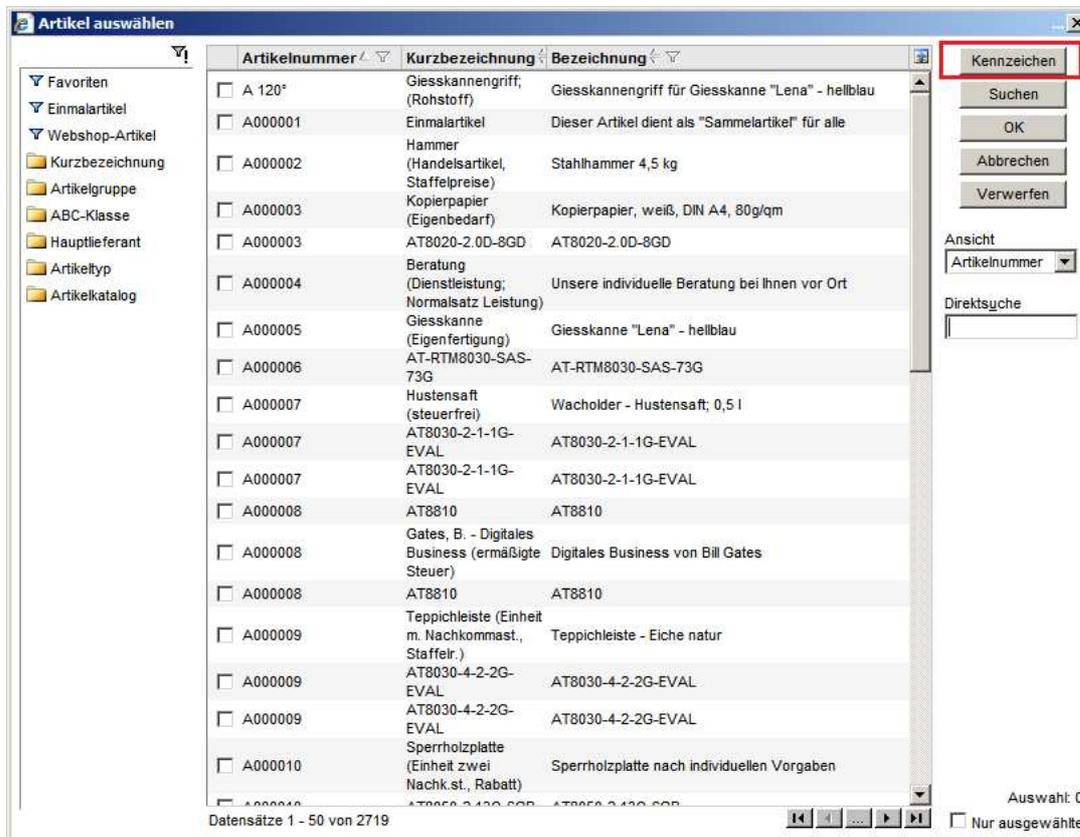 Artikel auswählen
Favoriten
Einmalartikel
Webshop-Artikel
Kurzbezeichnung
Artikelgruppe
ABC-Klasse
Hauptlieferant
Artikeltyp
Artikelkatalog
Artikelnummer Kurzbezeichnung Bezeichnung
A 120° Giesskannengriff; (Rohstoff) Giesskannengriff für Giesskanne "Lena" - hellblau
A000001 Einmalartikel Dieser Artikel dient als "Sammelartikel" für alle
A000002 Hammer (Handelsartikel, Staffelpreise) Stahlhammer 4,5 kg
A000003 Kopierpapier (Eigenbedarf) Kopierpapier, weiß, DIN A4, 80g/qm
A000003 AT8020-2.0D-8GD AT8020-2.0D-8GD
A000004 Beratung (Dienstleistung; Normalsatz Leistung) Unsere individuelle Beratung bei Ihnen vor Ort
A000005 Giesskanne (Eigenfertigung) Giesskanne "Lena" - hellblau
A000006 AT-RTM8030-SAS-73G AT-RTM8030-SAS-73G
A000007 Hustensaft (steuerfrei) Wacholder - Hustensaft; 0,5 l
A000007 AT8030-2-1-1G-EVAL AT8030-2-1-1G-EVAL
A000007 AT8030-2-1-1G-EVAL AT8030-2-1-1G-EVAL
A000008 AT8810 AT8810
A000008 Gates, B. - Digitales Business (ermäßigte Steuer) Digitales Business von Bill Gates
A000008 AT8810 AT8810
A000009 Teppichleiste (Einheit m. Nachkommast., Staffelr.) Teppichleiste - Eiche natur
A000009 AT8030-4-2-2G-EVAL AT8030-4-2-2G-EVAL
A000009 AT8030-4-2-2G-EVAL AT8030-4-2-2G-EVAL
A000010 Sperrholzplatte (Einheit zwei Nachk.st., Rabatt) Sperrholzplatte nach individuellen Vorgaben
Datensätze 1 - 50 von 2719
...
Kennzeichen
Suchen
OK
Abbrechen
Verwerfen
Ansicht
Artikelnummer
Direktsuche
Auswahl: 0
Nur ausgewählte